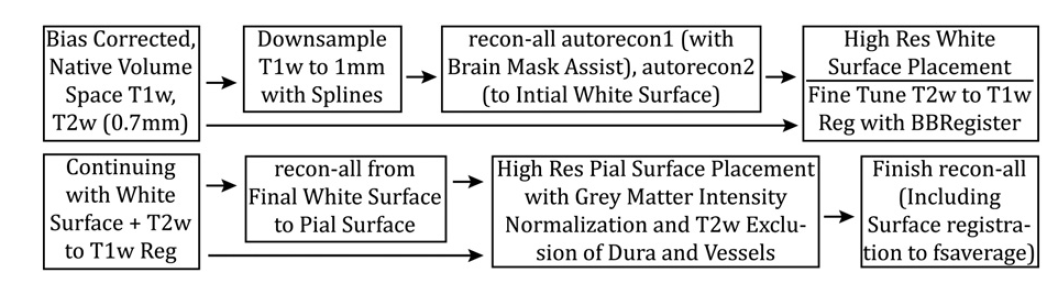 Bias Corrected,
Native Volume
Space T1w,
T2w (0.7mm)
Downsample
T1w to 1mm
with Splines
recon-all autorecon1 (with
Brain Mask Assist), autorecon2
(to Intial White Surface)
High Res White
Surface Placement
Fine Tune T2w to T1w
Reg with BBRegister
Continuing
with White
Surface + T2w
to T1w Reg
recon-all from
Final White Surface
to Pial Surface
High Res Pial Surface Placement
with Grey Matter Intensity
Normalization and T2w Exclu-
sion of Dura and Vessels
Finish recon-all
(Including
Surface registra-
tion to fsaverage)